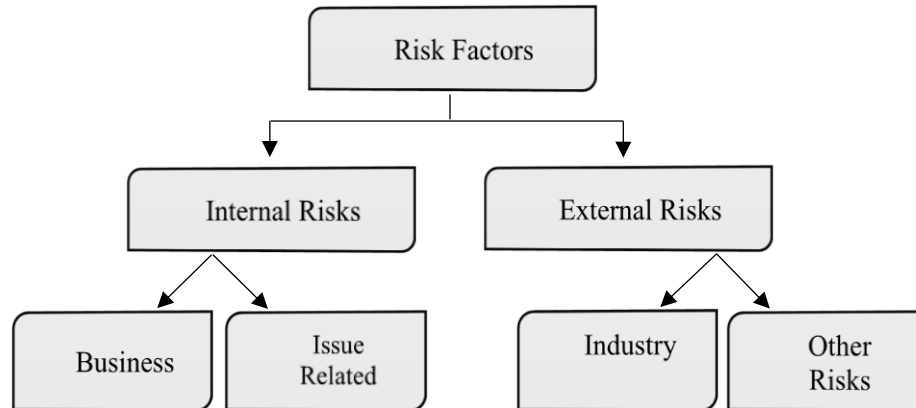 Risk Factors
Internal Risks
External Risks
Business
Issue
Related
Industry
Other
Risks